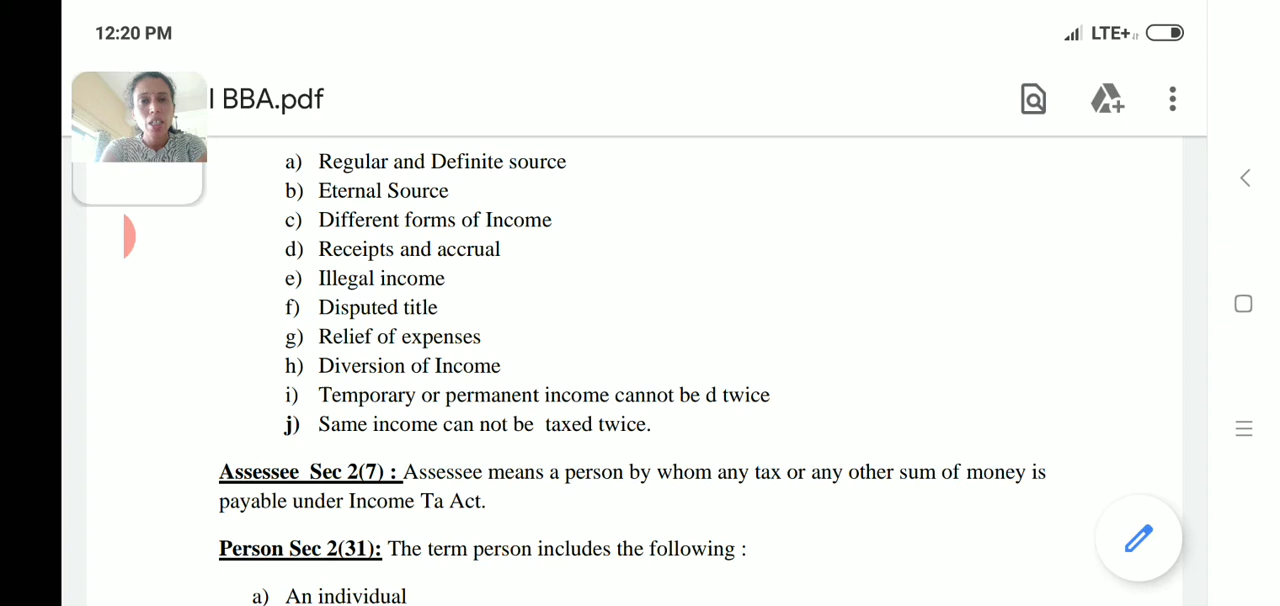 12:20 PM
LTE+
I BBA.pdf
a) Regular and Definite source
b) Eternal Source
c) Different forms of Income
d) Receipts and accrual
e) Illegal income
f) Disputed title
g) Relief of expenses
h) Diversion of Income
i) Temporary or permanent income cannot be d twice
j) Same income can not be taxed twice.
Assessee Sec 2(7) : Assessee means a person by whom any tax or any other sum of money is
payable under Income Ta Act.
Person Sec 2(31): The term person includes the following :
a) An individual